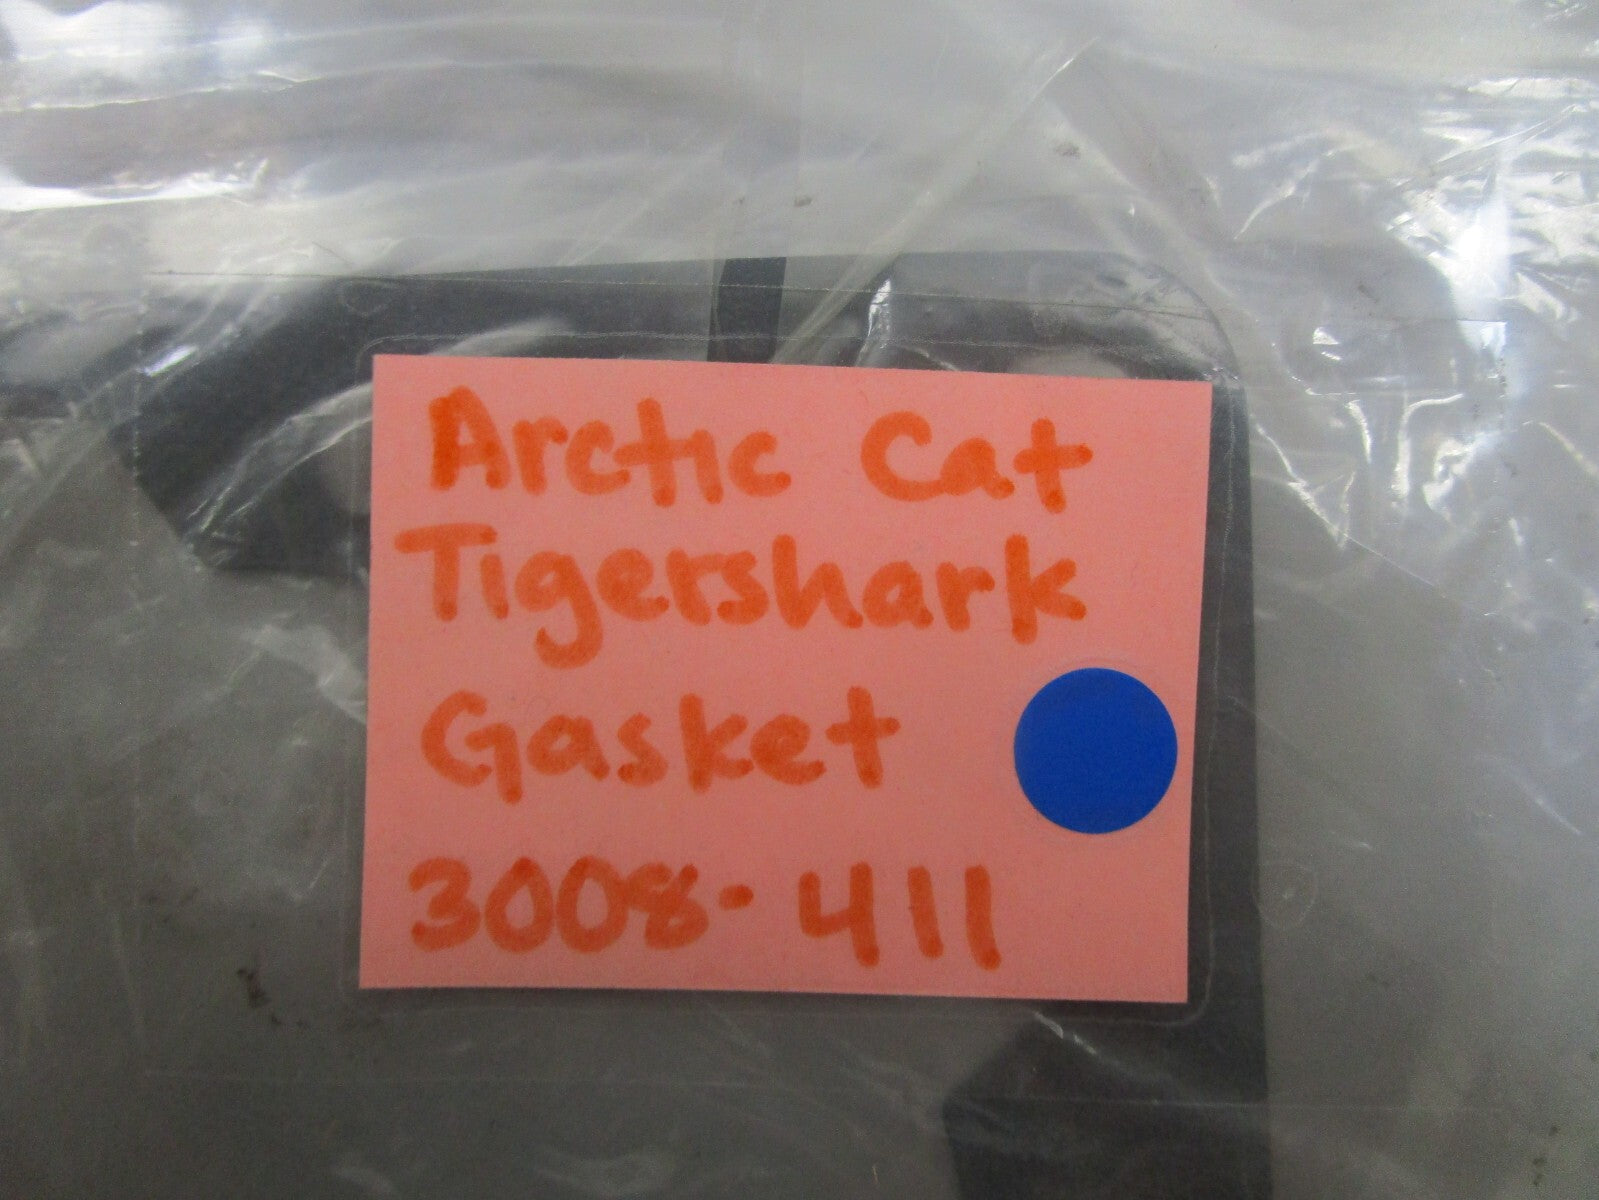 Arctic Cat
Tigershark
Gasket
3008-411